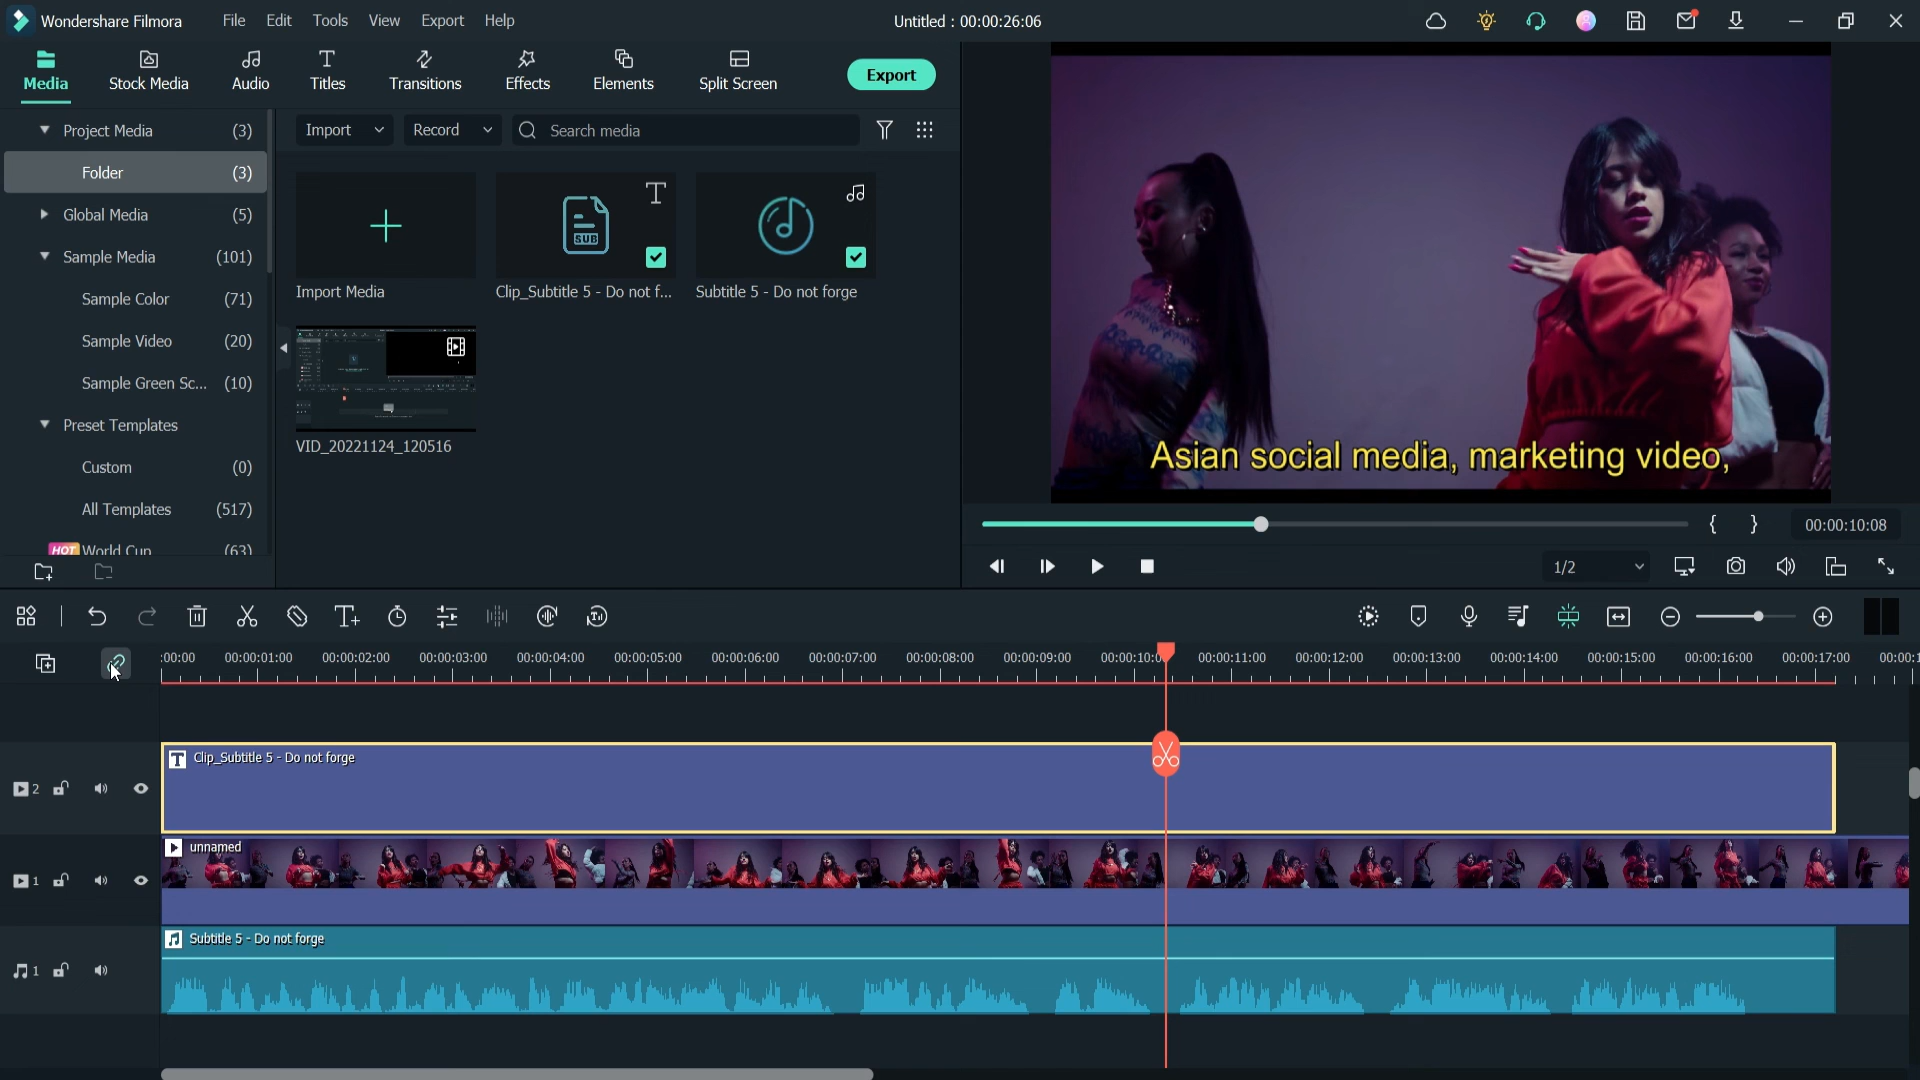 Wondershare Filmora
File Edit Tools View Export Help
Untitled : 00:00:26:06
Media Stock Media Audio Titles Transitions Effects Elements Split Screen
Export
Project Media (3)
Folder (3)
Global Media (5)
Sample Media (101)
Sample Color (71)
Sample Video (20)
Sample Green Sc... (10)
Preset Templates
Custom (0)
All Templates (517)
HOT World Cup (63)
Import Record Search media
Import Media
SUB
Clip_Subtitle 5 - Do not f...
Subtitle 5 - Do not forge
VID_20221124_120516
Asian social media, marketing video,
{ } 00:00:10:08
1/2
:00:00 00:00:01:00 00:00:02:00 00:00:03:00 00:00:04:00 00:00:05:00 00:00:06:00 00:00:07:00 00:00:08:00 00:00:09:00 00:00:10:0 00:00:11:00 00:00:12:00 00:00:13:00 00:00:14:00 00:00:15:00 00:00:16:00 00:00:17:00 00:00:1
T Clip_Subtitle 5 - Do not forge
2
unnamed
1
Subtitle 5 - Do not forge
1